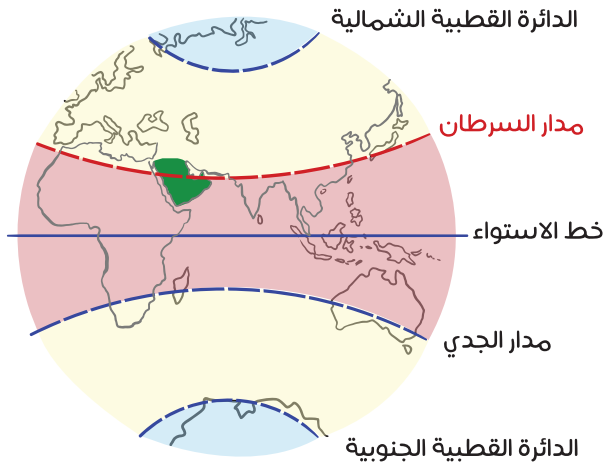 الدائرة القطبية الشمالية
مدار السرطان
خط الاستواء
مدار الجدي
الدائرة القطبية الجنوبية